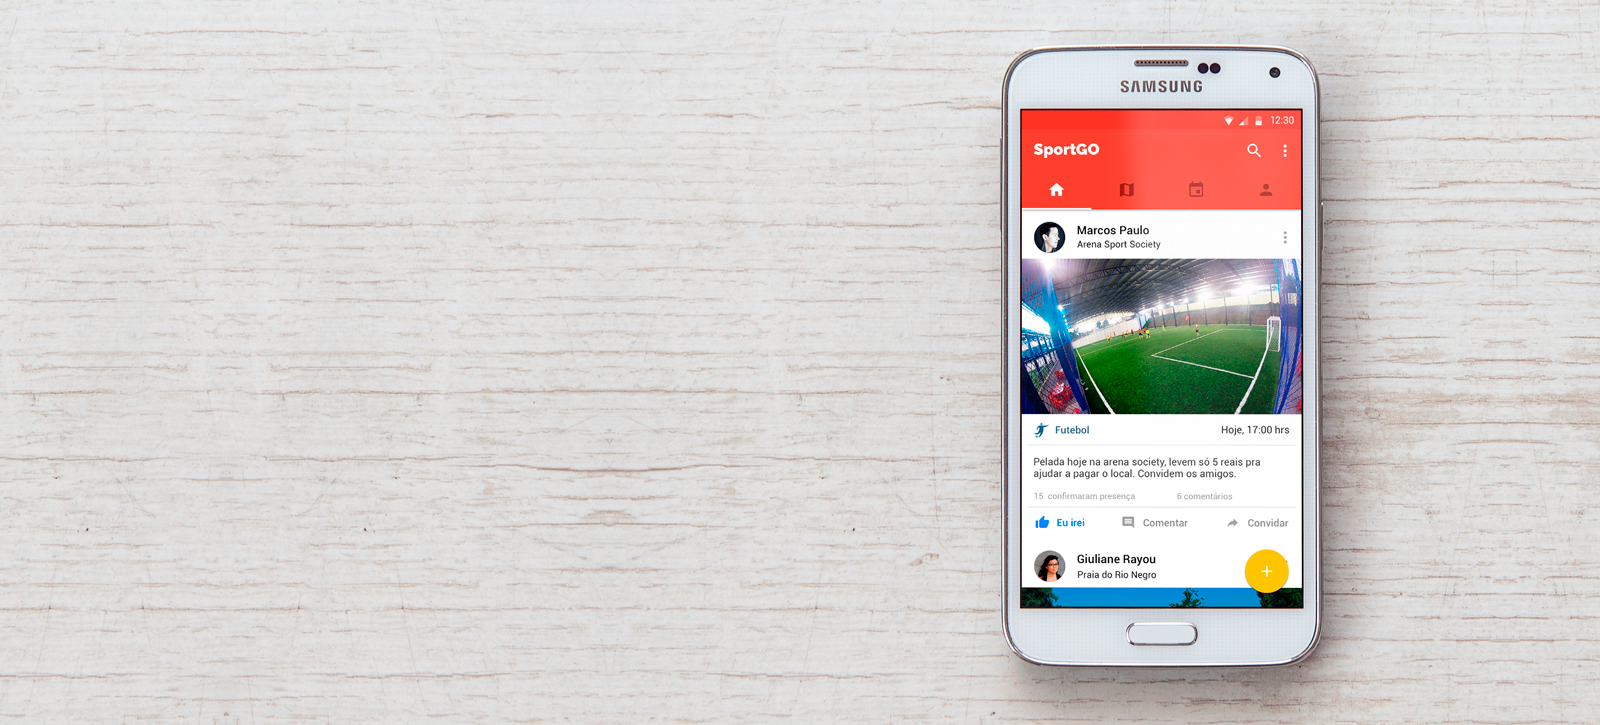 SAMSUNG
12:30
SportGO
Marcos Paulo
Arena Sport Society
Futebol
Hoje, 17:00 hrs
Pelada hoje na arena society, levem só 5 reais pra
ajudar a pagar o local. Convidem os amigos.
15 confirmaram presença
6 comentários
Eu irei
Comentar
Convidar
Giuliane Rayou
Praia do Rio Negro
+